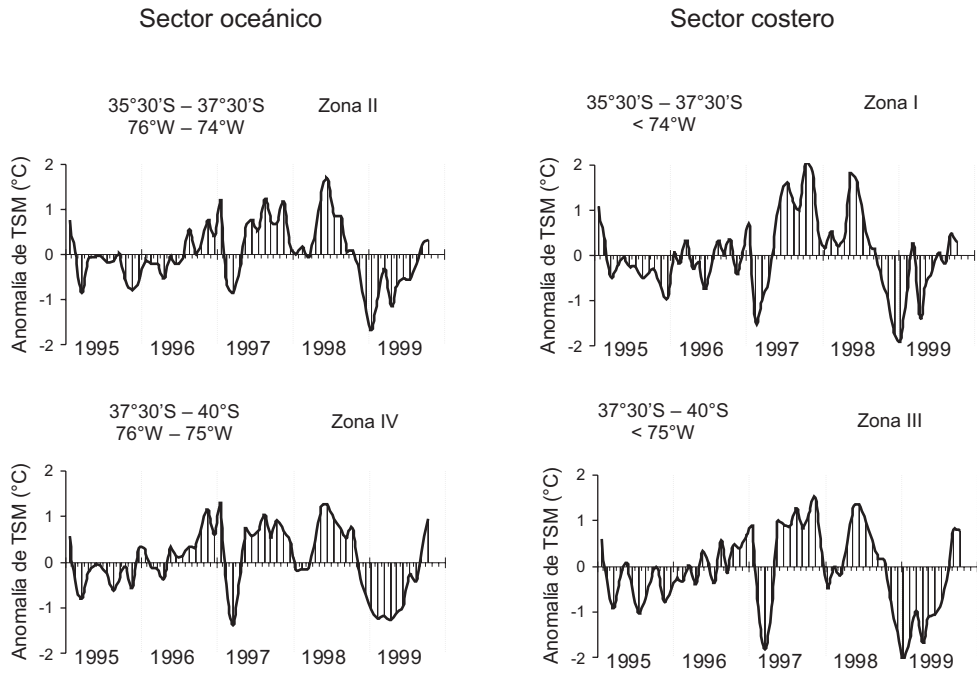 Sector oceánico
Sector costero
35°30'S – 37°30'S
76°W – 74°W
Zona II
Anomalía de TSM (°C)
2
1
0
-1
-2
1995 1996 1997 1998 1999
35°30'S – 37°30'S
< 74°W
Zona I
Anomalía de TSM (°C)
2
1
0
-1
-2
1995 1996 1997 1998 1999
37°30'S – 40°S
76°W – 75°W
Zona IV
Anomalía de TSM (°C)
2
1
0
-1
-2
1995 1996 1997 1998 1999
37°30'S – 40°S
< 75°W
Zona III
Anomalía de TSM (°C)
2
1
0
-1
-2
1995 1996 1997 1998 1999